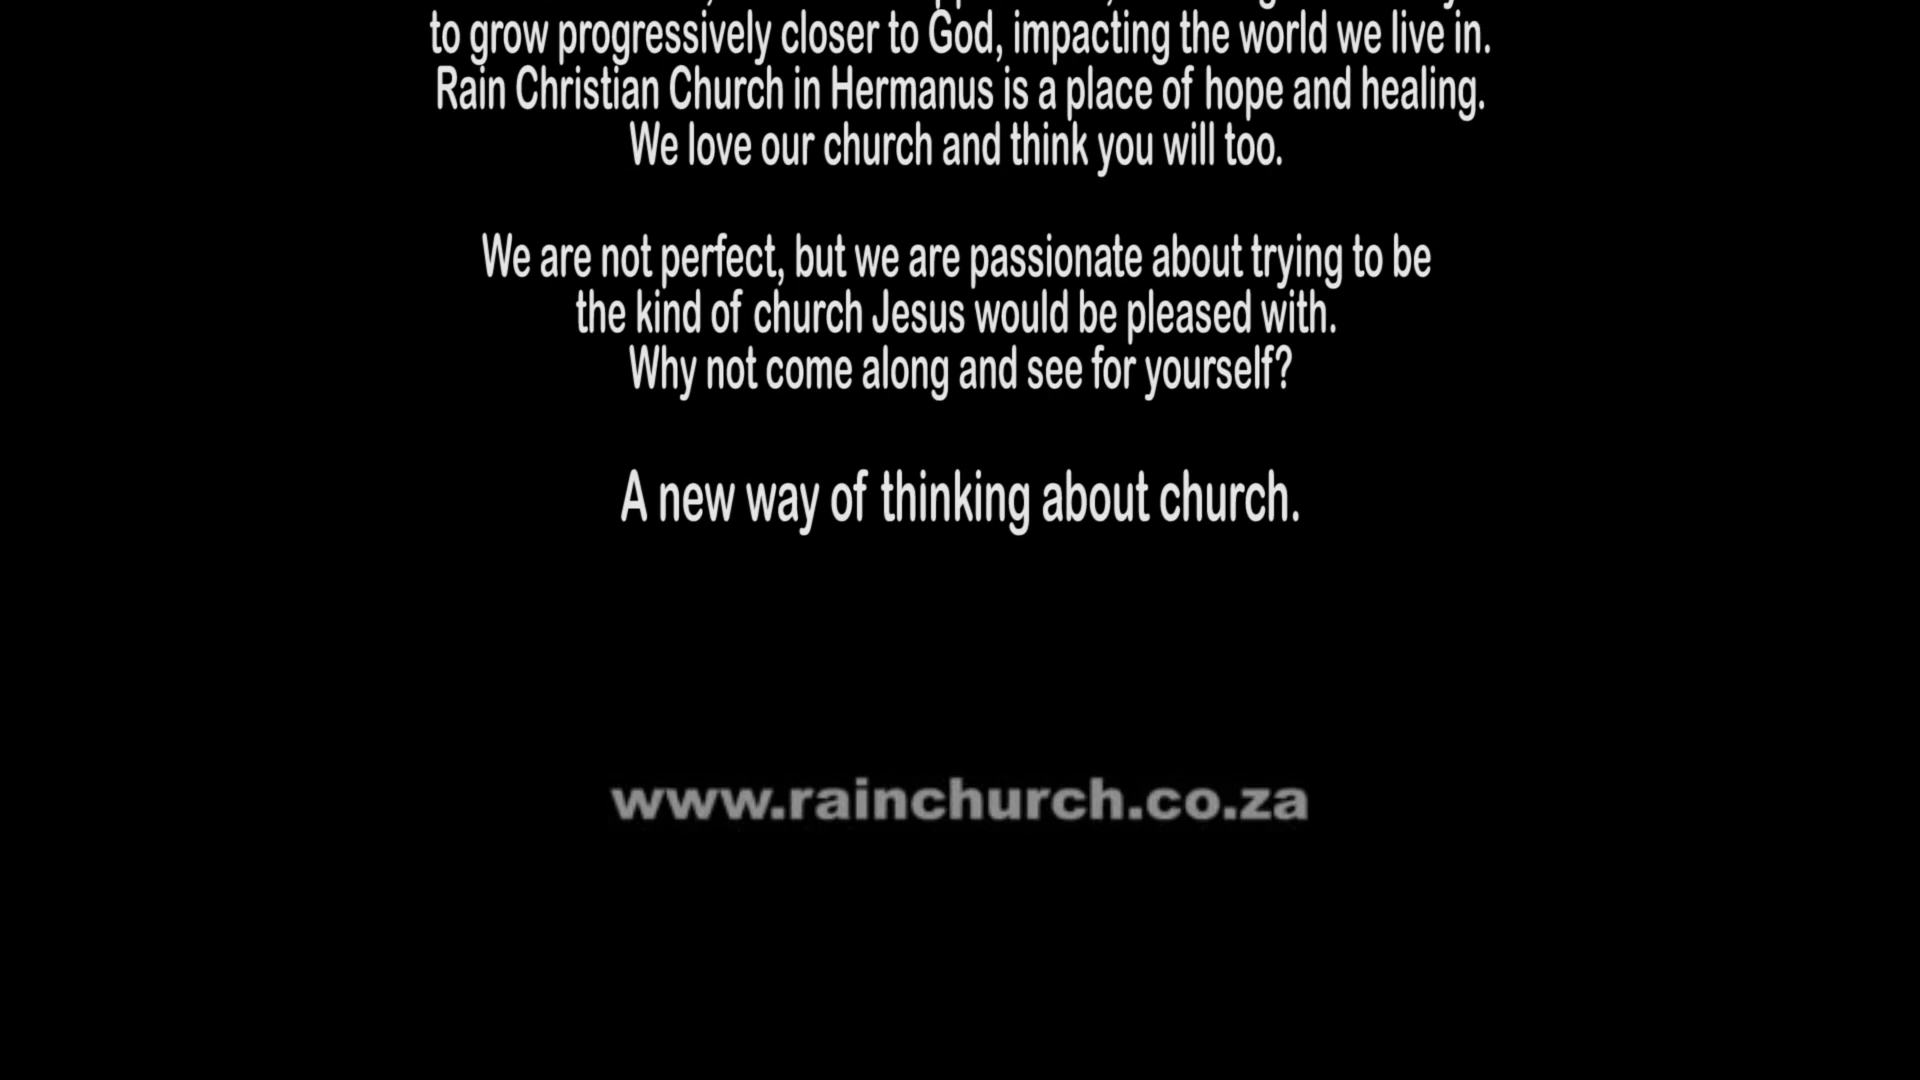 to grow progressively closer to God, impacting the world we live in.
Rain Christian Church in Hermanus is a place of hope and healing.
We love our church and think you will too.
We are not perfect, but we are passionate about trying to be
the kind of church Jesus would be pleased with.
Why not come along and see for yourself?
A new way of thinking about church.
www.rainchurch.co.za